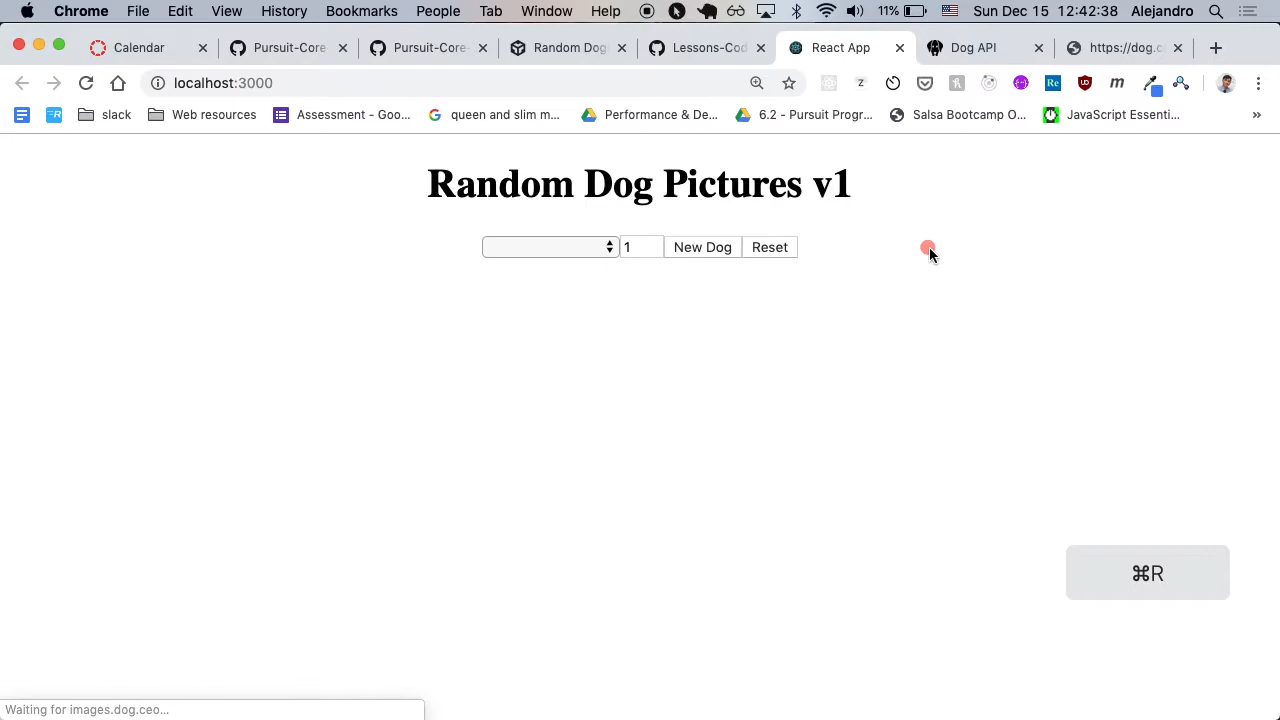 Chrome File Edit View History Bookmarks People Tab Window Help 11% Sun Dec 15 12:42:38 Alejandro
Calendar Pursuit-Core Pursuit-Core- Random Dog Lessons-Cod React App Dog API https://dog.c
localhost:3000
slack Web resources Assessment - Goo... queen and slim m... Performance & De... 6.2 - Pursuit Progr... Salsa Bootcamp O... JavaScript Essenti... »
Random Dog Pictures v1
1 New Dog Reset
⌘R
Waiting for images.dog.ceo...